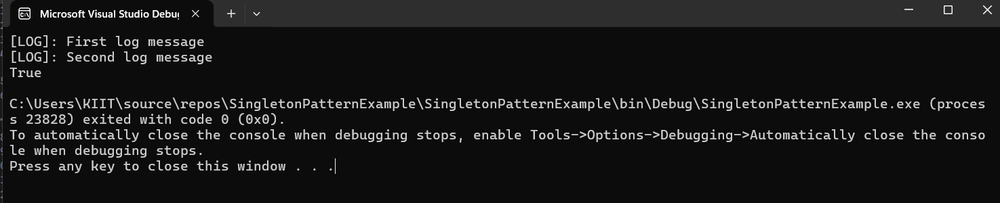 Microsoft Visual Studio Debu
[LOG]: First log message
[LOG]: Second log message
True
C:\Users\KIIT\source\repos\SingletonPatternExample\SingletonPatternExample\bin\Debug\SingletonPatternExample.exe (proces
s 23828) exited with code 0 (0x0).
To automatically close the console when debugging stops, enable Tools->Options->Debugging->Automatically close the conso
le when debugging stops.
Press any key to close this window . . .